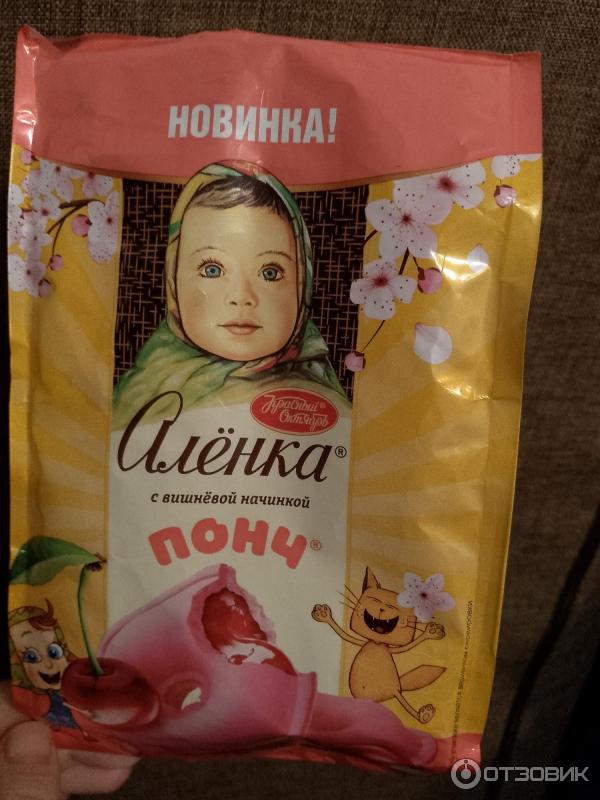 НОВИНКА!
Красный
Октябрь
Алёнка®
с вишнёвой начинкой
ПОНЧ®
ОТЗОВИК